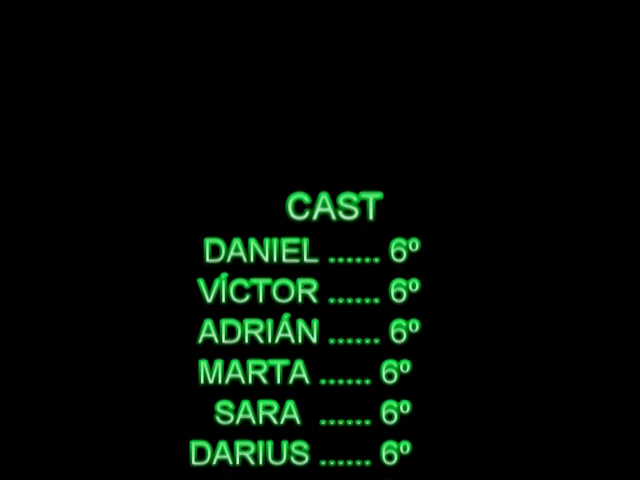 CAST
DANIEL ...... 6º
VÍCTOR ...... 6º
ADRIÁN ...... 6º
MARTA ...... 6º
SARA ...... 6º
DARIUS ...... 6º